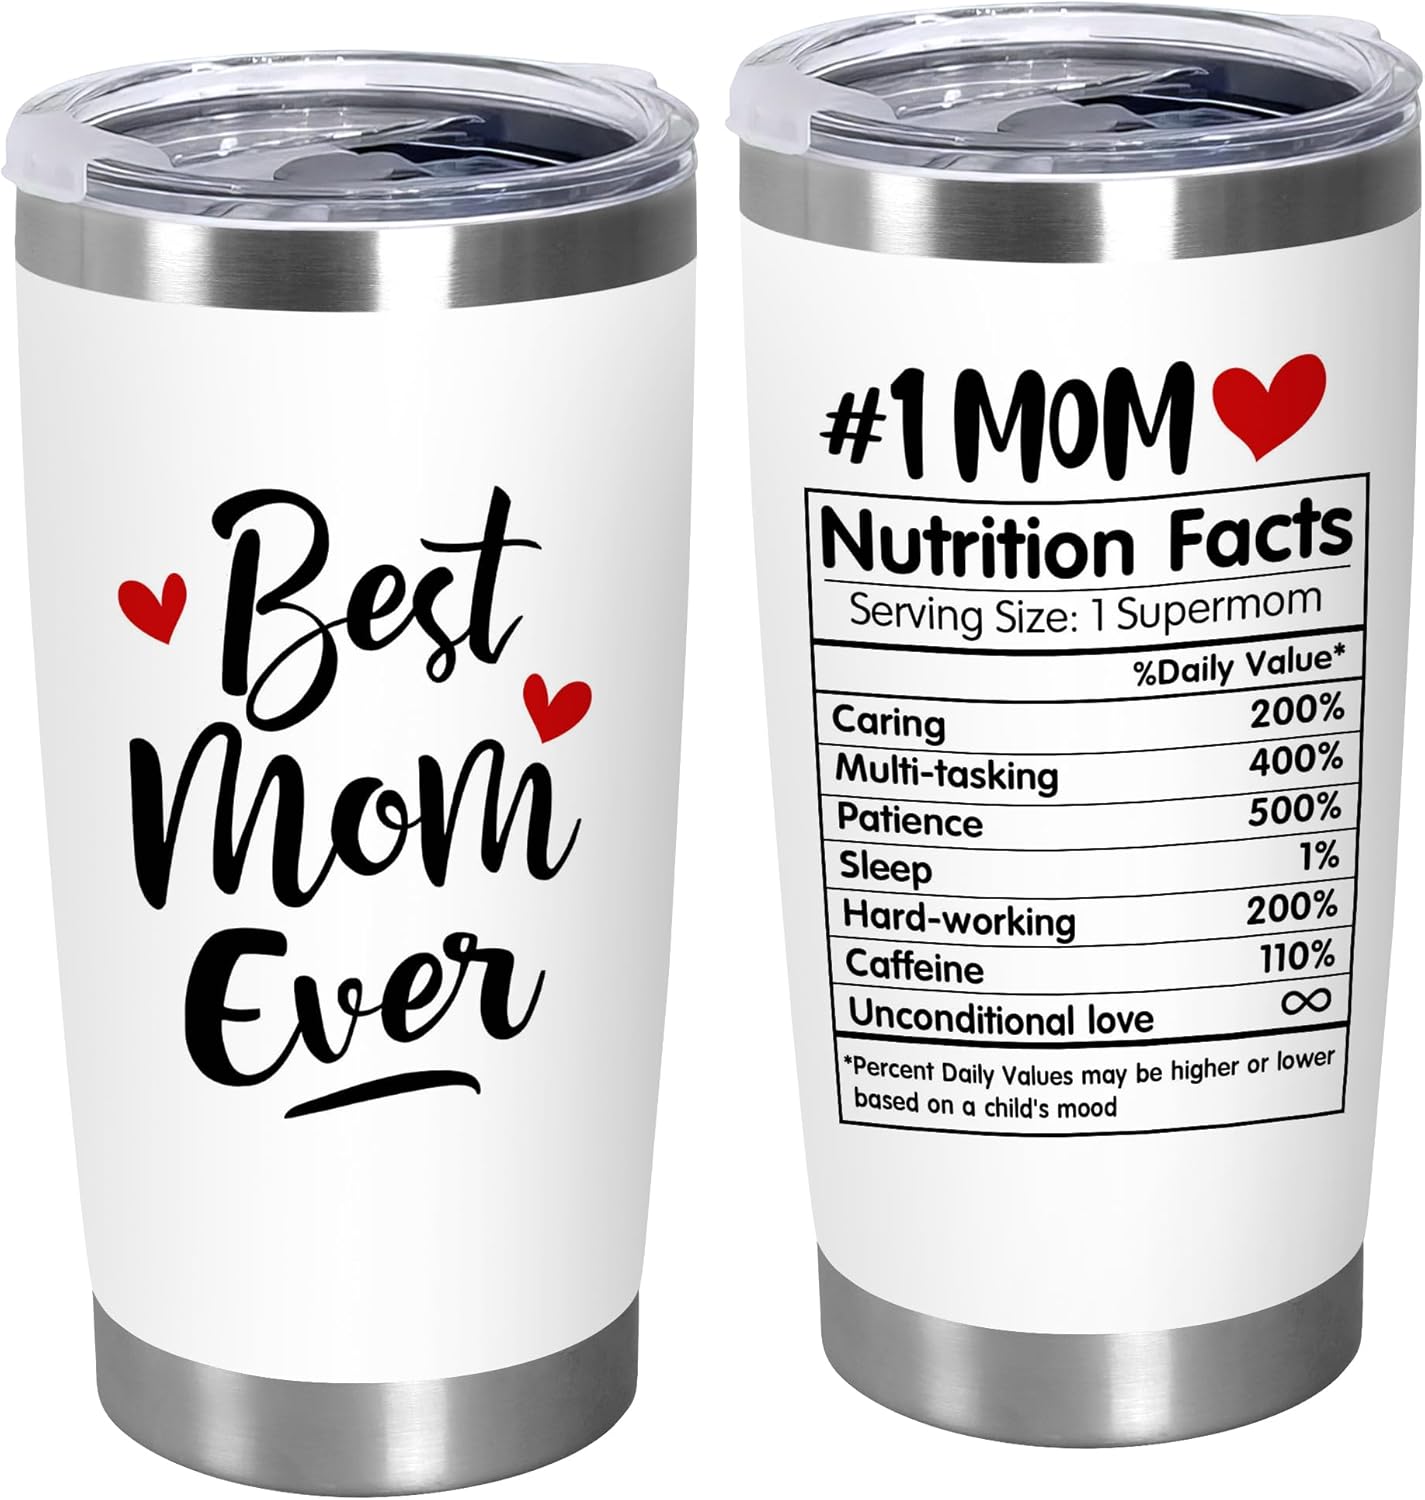 Best
Mom
Ever
#1 MOM
Nutrition Facts
Serving Size: 1 Supermom
%Daily Value*
Caring 200%
Multi-tasking 400%
Patience 500%
Sleep 1%
Hard-working 200%
Caffeine 110%
Unconditional love ∞
*Percent Daily Values may be higher or lower
based on a child's mood